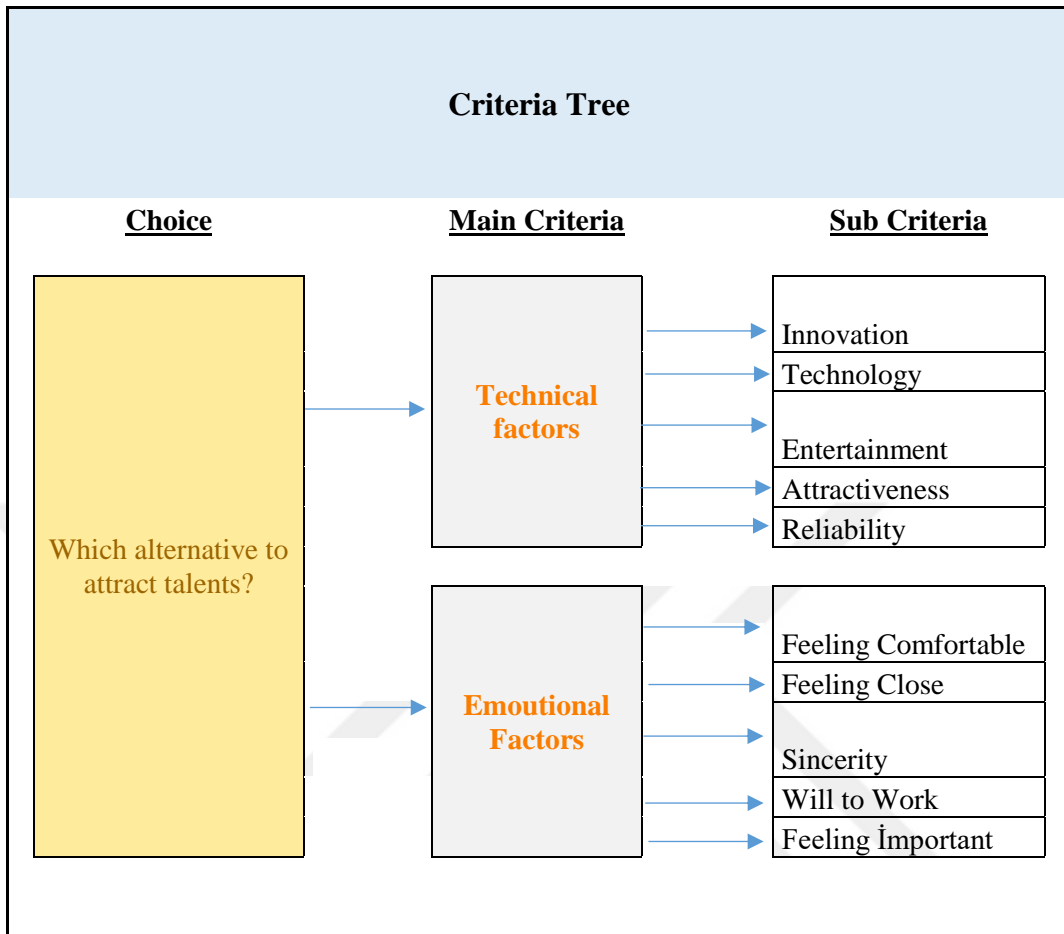 Criteria Tree
Choice
Main Criteria
Sub Criteria
Which alternative to
attract talents?
Technical
factors
Innovation
Technology
Entertainment
Attractiveness
Reliability
Emoutional
Factors
Feeling Comfortable
Feeling Close
Sincerity
Will to Work
Feeling İmportant